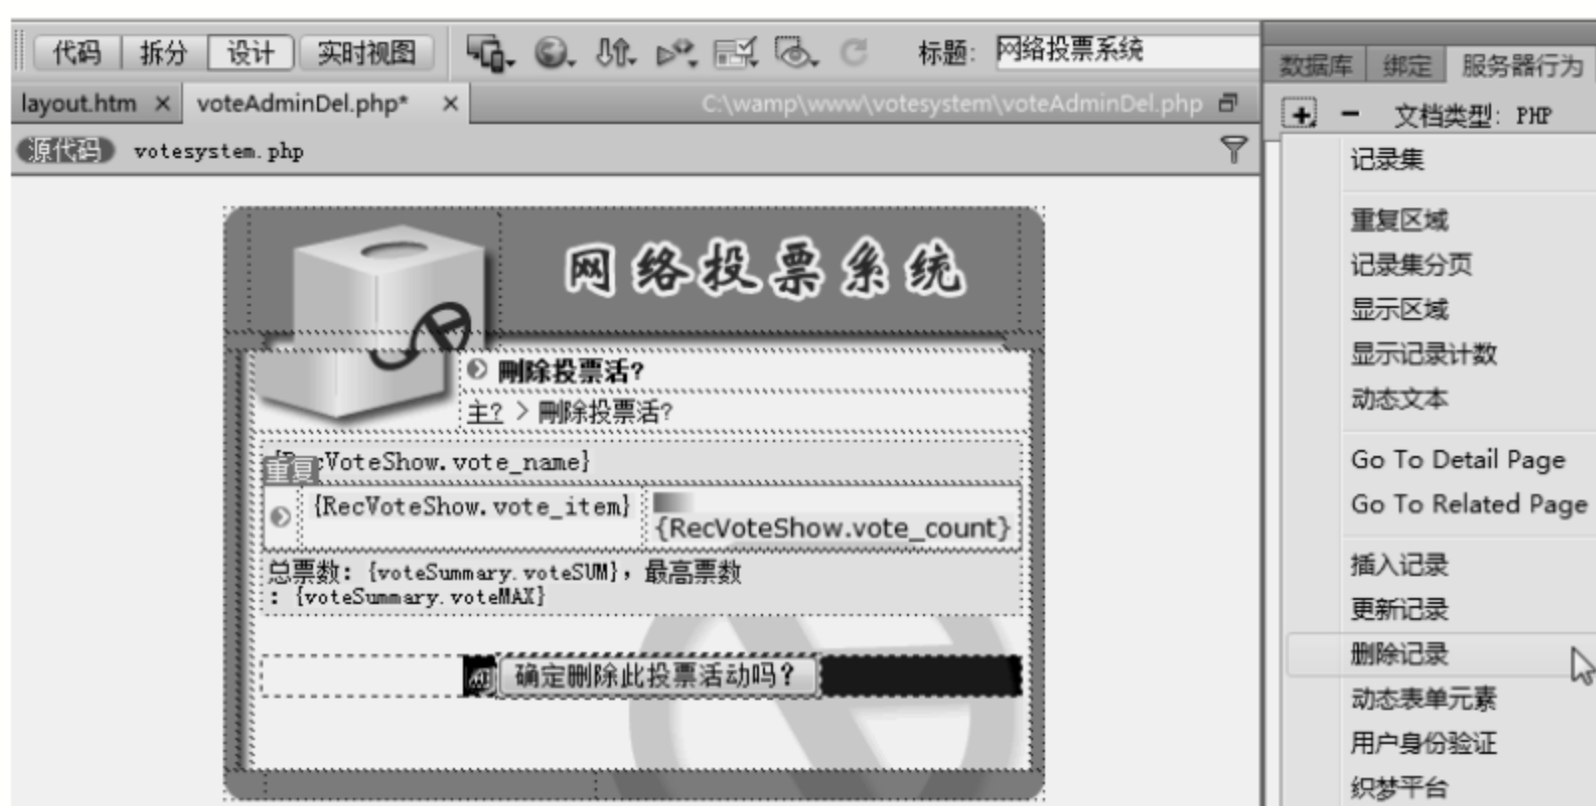 代码 拆分 设计 实时视图 标题: 网络投票系统
layout.htm × voteAdminDel.php* × C:\wamp\www\votesystem\voteAdminDel.php
源代码 votesystem.php
网络投票系统
刪除投票活?
主? > 刪除投票活?
VoteShow.vote_name}
重复
{RecVoteShow.vote_item}
{RecVoteShow.vote_count}
总票数: {voteSummary.voteSUM}，最高票数
: {voteSummary.voteMAX}
确定删除此投票活动吗?
数据库 绑定 服务器行为
文档类型: PHP
记录集
重复区域
记录集分页
显示区域
显示记录计数
动态文本
Go To Detail Page
Go To Related Page
插入记录
更新记录
删除记录
动态表单元素
用户身份验证
织梦平台